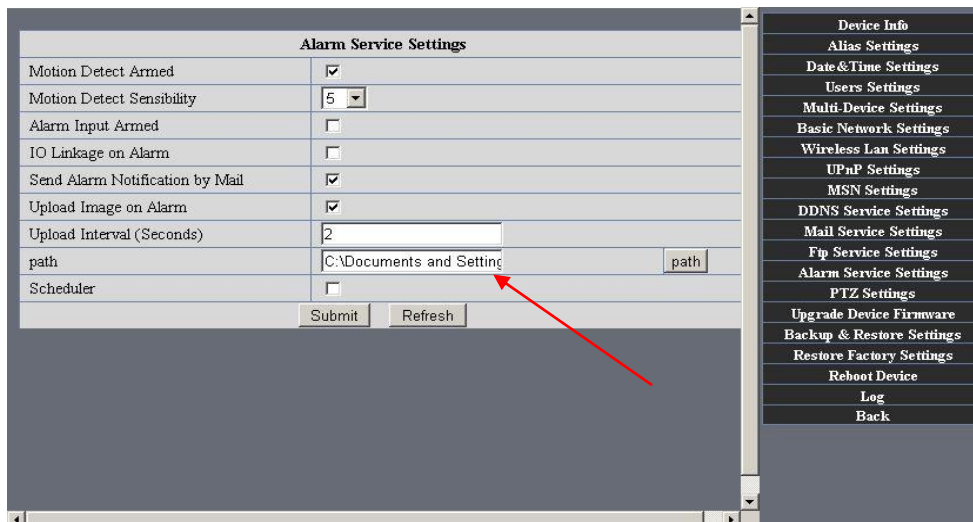 Alarm Service Settings
Motion Detect Armed
Motion Detect Sensibility 5
Alarm Input Armed
IO Linkage on Alarm
Send Alarm Notification by Mail
Upload Image on Alarm
Upload Interval (Seconds) 2
path C:\Documents and Setting path
Scheduler
Submit Refresh
Device Info
Alias Settings
Date&Time Settings
Users Settings
Multi-Device Settings
Basic Network Settings
Wireless Lan Settings
UPnP Settings
MSN Settings
DDNS Service Settings
Mail Service Settings
Ftp Service Settings
Alarm Service Settings
PTZ Settings
Upgrade Device Firmware
Backup & Restore Settings
Restore Factory Settings
Reboot Device
Log
Back